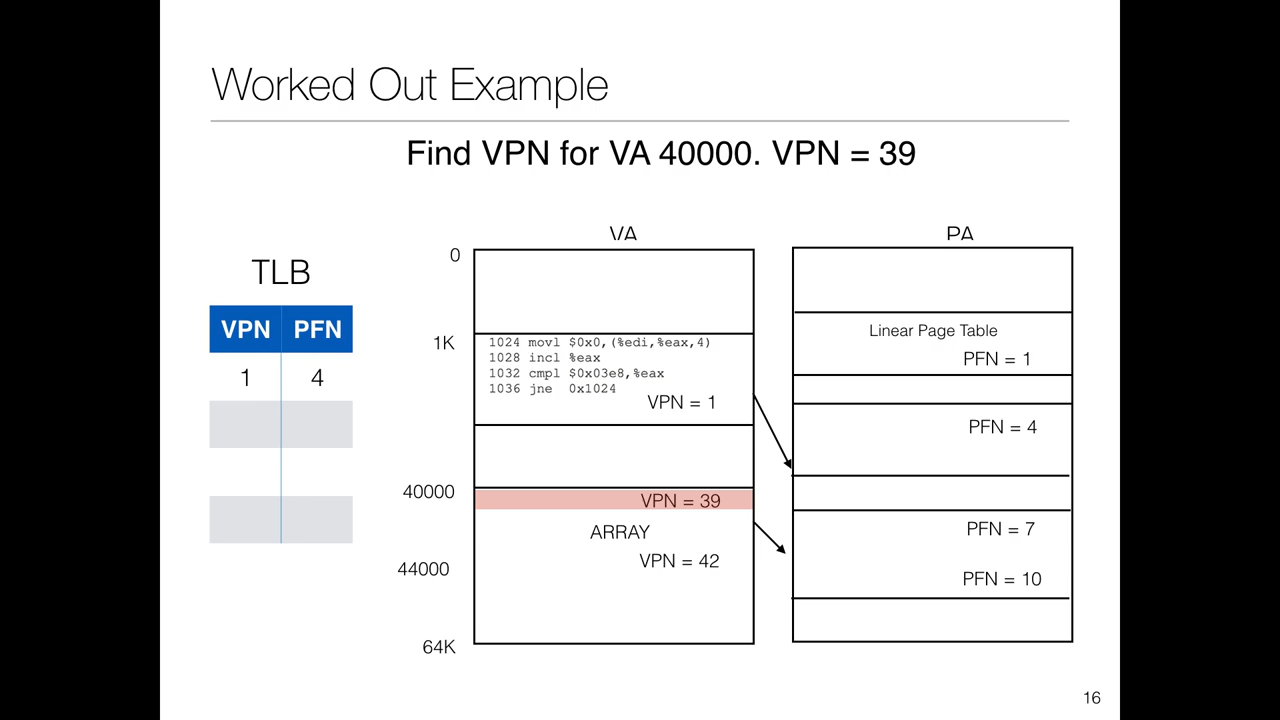 Worked Out Example
Find VPN for VA 40000. VPN = 39
TLB
VPN PFN
1 4
VA
0
1K
1024 movl $0x0,(%edi,%eax,4)
1028 incl %eax
1032 cmpl $0x03e8,%eax
1036 jne  0x1024
VPN = 1
40000
VPN = 39
ARRAY
VPN = 42
44000
64K
PA
Linear Page Table
PFN = 1
PFN = 4
PFN = 7
PFN = 10
16